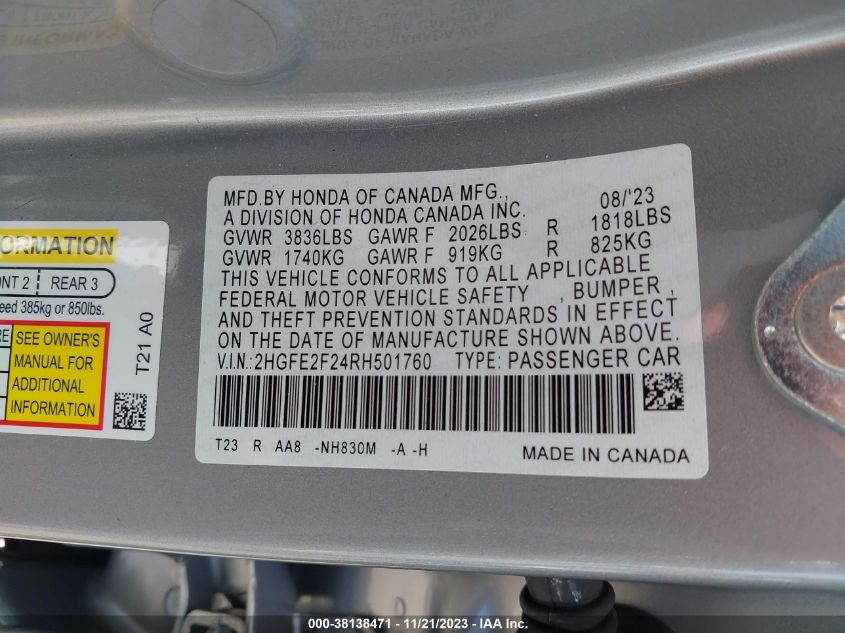 MFD.BY HONDA OF CANADA MFG., 08/'23
A DIVISION OF HONDA CANADA INC.
GVWR 3836LBS GAWR F 2026LBS R 1818LBS
GVWR 1740KG GAWR F 919KG R 825KG
THIS VEHICLE CONFORMS TO ALL APPLICABLE
FEDERAL MOTOR VEHICLE SAFETY , BUMPER ,
AND THEFT PREVENTION STANDARDS IN EFFECT
ON THE DATE OF MANUFACTURE SHOWN ABOVE.
V.I.N.:2HGFE2F24RH501760 TYPE: PASSENGER CAR
T23 R AA8 -NH830M -A -H
MADE IN CANADA
ORMATION
NT 2 REAR 3
eed 385kg or 850lbs.
RE
SEE OWNER'S
MANUAL FOR
ADDITIONAL
INFORMATION
T21 A0
000-38138471 - 11/21/2023 - IAA Inc.